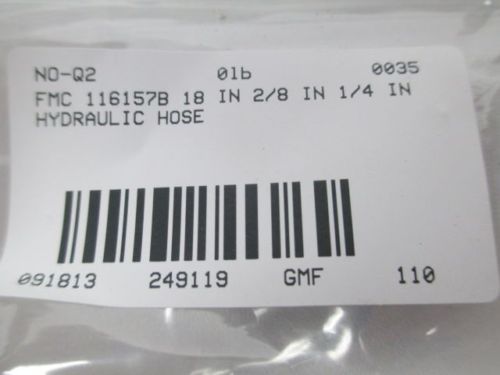 NO-Q2 01b 0035
FMC 116157B 18 IN 2/8 IN 1/4 IN
HYDRAULIC HOSE
091813 249119 GMF 110